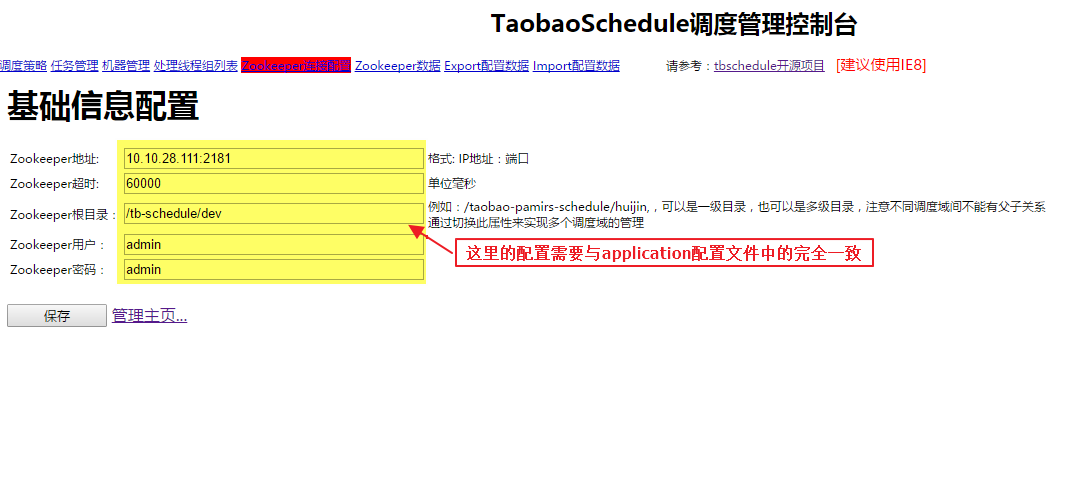 TaobaoSchedule调度管理控制台
调度策略 任务管理 机器管理 处理线程组列表 Zookeeper连接配置 Zookeeper数据 Export配置数据 Import配置数据 请参考：tbschedule开源项目 [建议使用IE8]
基础信息配置
Zookeeper地址: 10.10.28.111:2181 格式: IP地址：端口
Zookeeper超时: 60000 单位毫秒
Zookeeper根目录： /tb-schedule/dev 例如：/taobao-pamirs-schedule/huijin,，可以是一级目录，也可以是多级目录，注意不同调度域间不能有父子关系
通过切换此属性来实现多个调度域的管理
Zookeeper用户： admin
这里的配置需要与application配置文件中的完全一致
Zookeeper密码： admin
保存 管理主页...